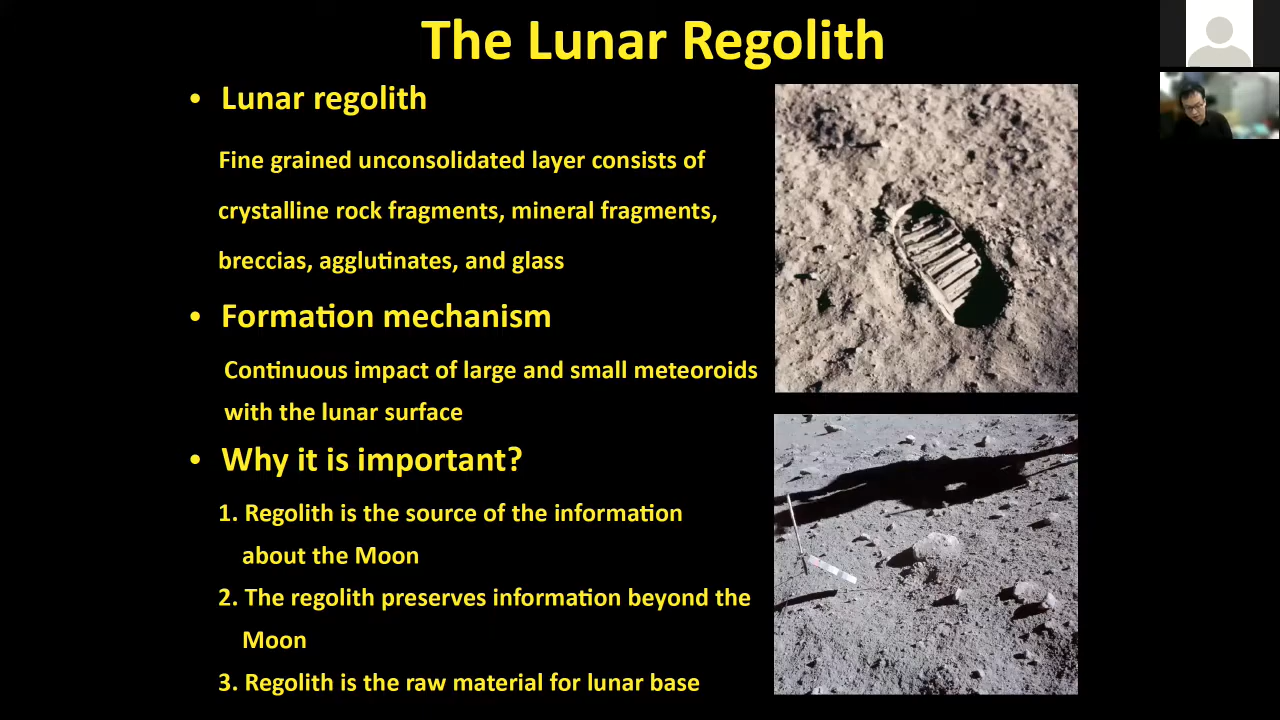 The Lunar Regolith
• Lunar regolith
Fine grained unconsolidated layer consists of
crystalline rock fragments, mineral fragments,
breccias, agglutinates, and glass
• Formation mechanism
Continuous impact of large and small meteoroids
with the lunar surface
• Why it is important?
1. Regolith is the source of the information
about the Moon
2. The regolith preserves information beyond the
Moon
3. Regolith is the raw material for lunar base